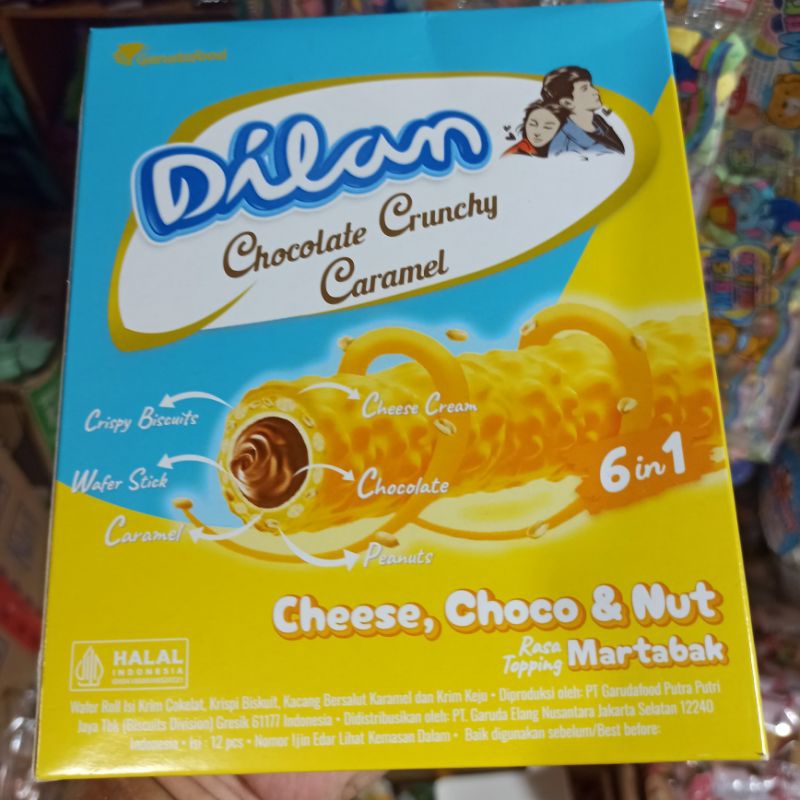 Garudafood
Dilan
Chocolate Crunchy
Caramel
Crispy Biscuits
Cheese Cream
Wafer Stick
Chocolate
Caramel
Peanuts
6 in 1
Cheese, Choco & Nut
Rasa
Topping Martabak
HALAL
INDONESIA
Wafer Roll Isi Krim Cokelat, Krispi Biskuit, Kacang Bersalut Karamel dan Krim Keju • Diproduksi oleh: PT Garudafood Putra Putri
Jaya Tbk (Biscuits Division) Gresik 61177 Indonesia • Didistribusikan oleh: PT. Garuda Elang Nusantara Jakarta Selatan 12240
Indonesia • Isi : 12 pcs • Nomor Ijin Edar Lihat Kemasan Dalam • Baik digunakan sebelum/Best before: